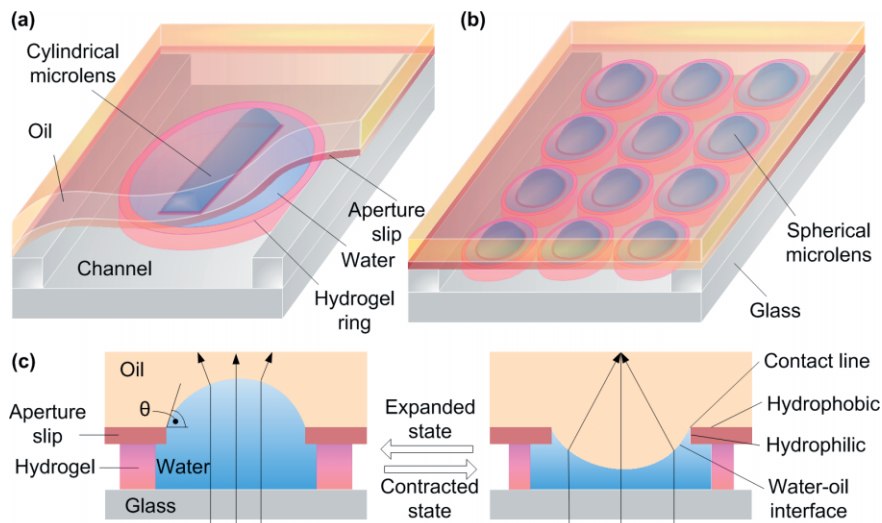 (a)
Cylindrical
microlens
Oil
Channel
Aperture
slip
Water
Hydrogel
ring
(b)
Spherical
microlens
Glass
(c)
Oil
θ
Aperture
slip
Hydrogel
Water
Glass
Expanded
state
Contracted
state
Contact line
Hydrophobic
Hydrophilic
Water-oil
interface